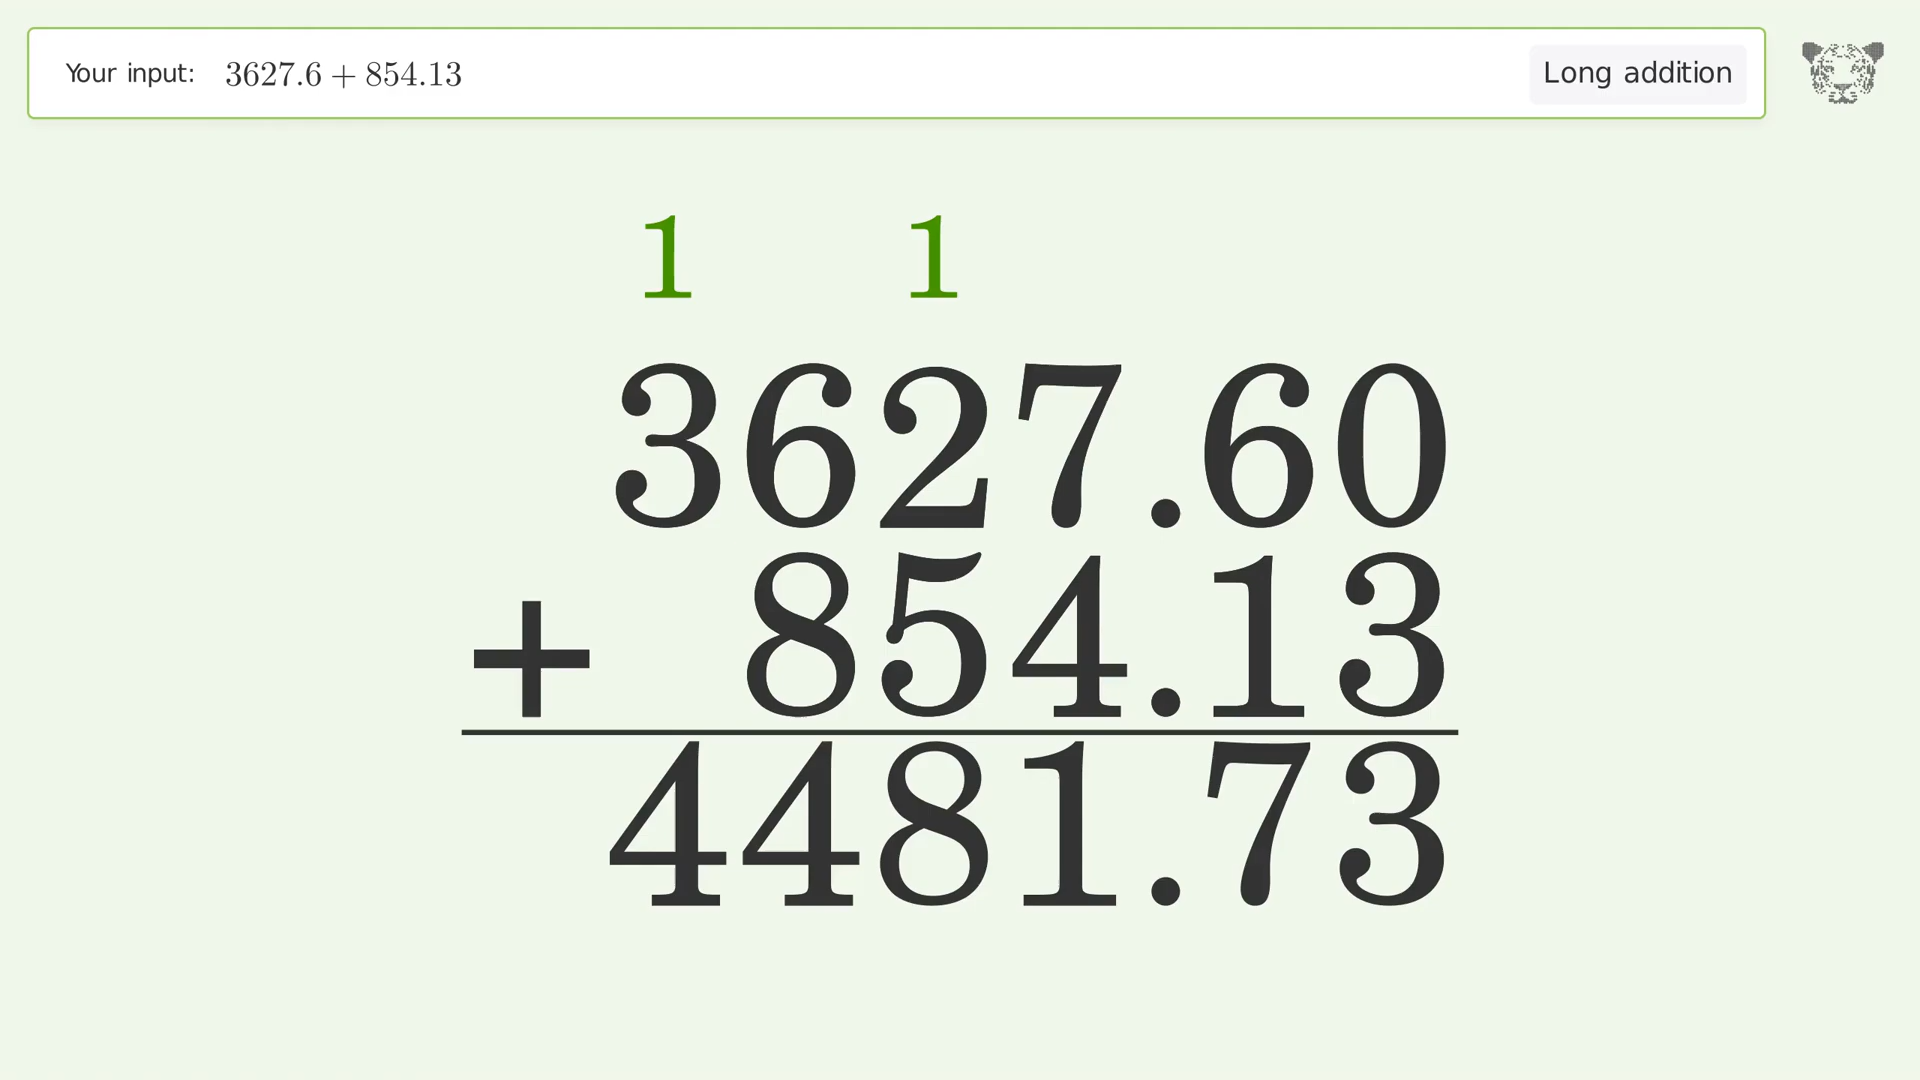 Your input: 3627.6 + 854.13
Long addition
1 1
3627.60
+ 854.13
4481.73